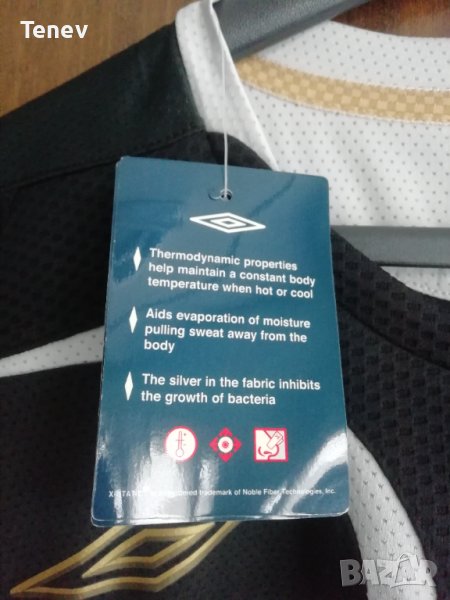 Tenev
Thermodynamic properties
help maintain a constant body
temperature when hot or cool
Aids evaporation of moisture
pulling sweat away from the
body
The silver in the fabric inhibits
the growth of bacteria
trademark of Noble Fiber Technologies, Inc.
BAZAR